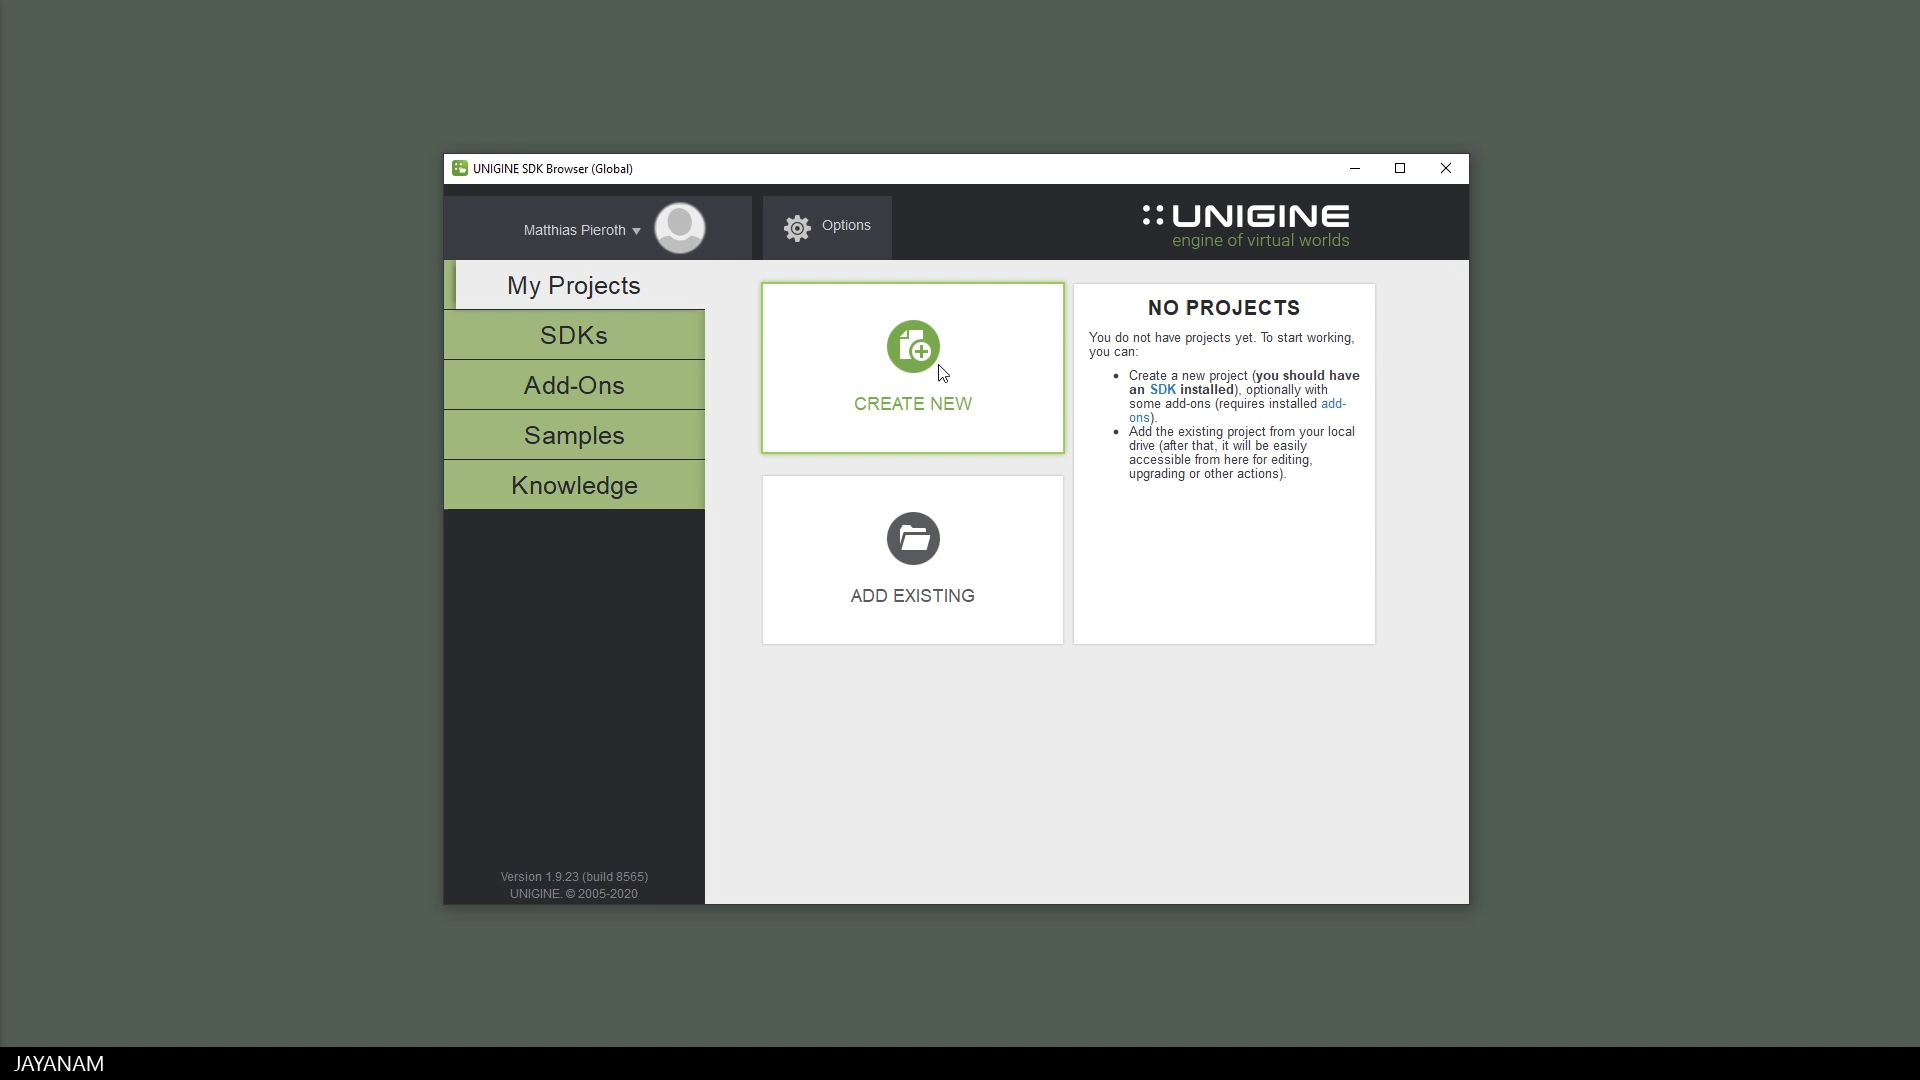 UNIGINE SDK Browser (Global)
Matthias Pieroth
Options
UNIGINE
engine of virtual worlds
My Projects
SDKs
Add-Ons
Samples
Knowledge
CREATE NEW
ADD EXISTING
NO PROJECTS
You do not have projects yet. To start working,
you can:
Create a new project (you should have
an SDK installed), optionally with
some add-ons (requires installed add-
ons).
Add the existing project from your local
drive (after that, it will be easily
accessible from here for editing,
upgrading or other actions).
Version 1.9.23 (build 8565)
UNIGINE. © 2005-2020
JAYANAM